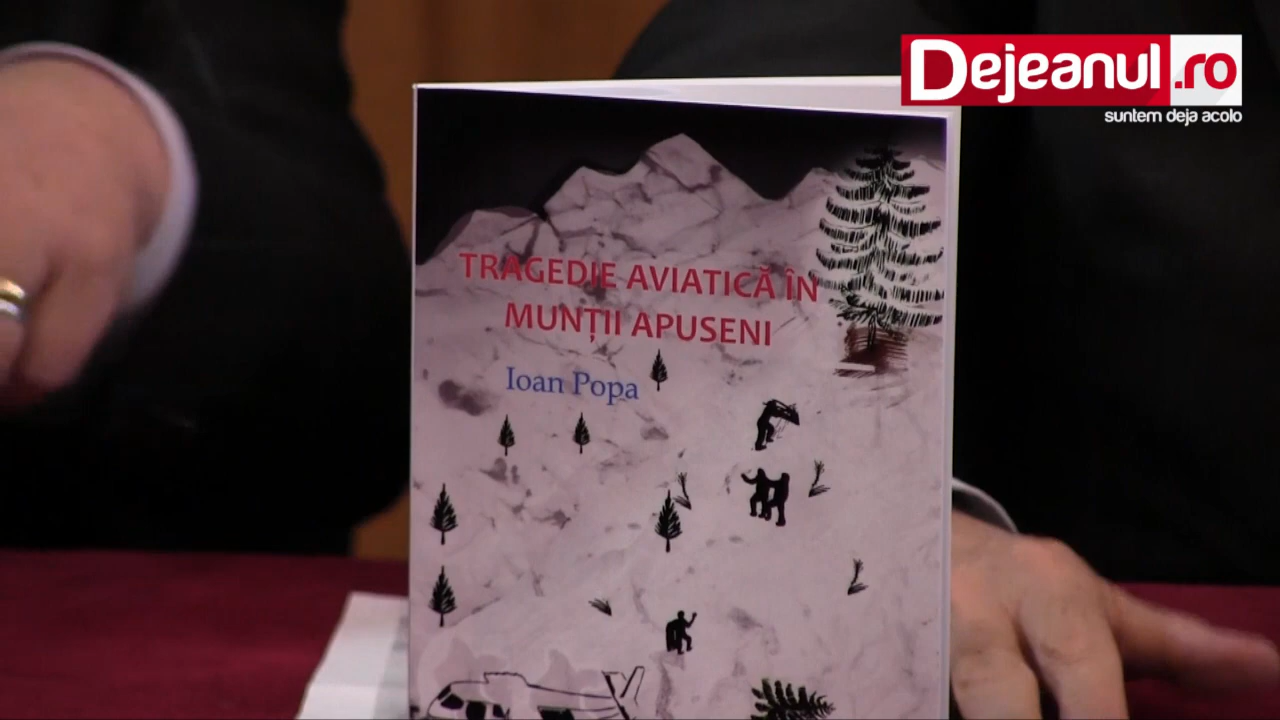 Dejeanul.ro
suntem deja acolo
TRAGEDIE AVIATICĂ ÎN
MUNȚII APUSENI
Ioan Popa